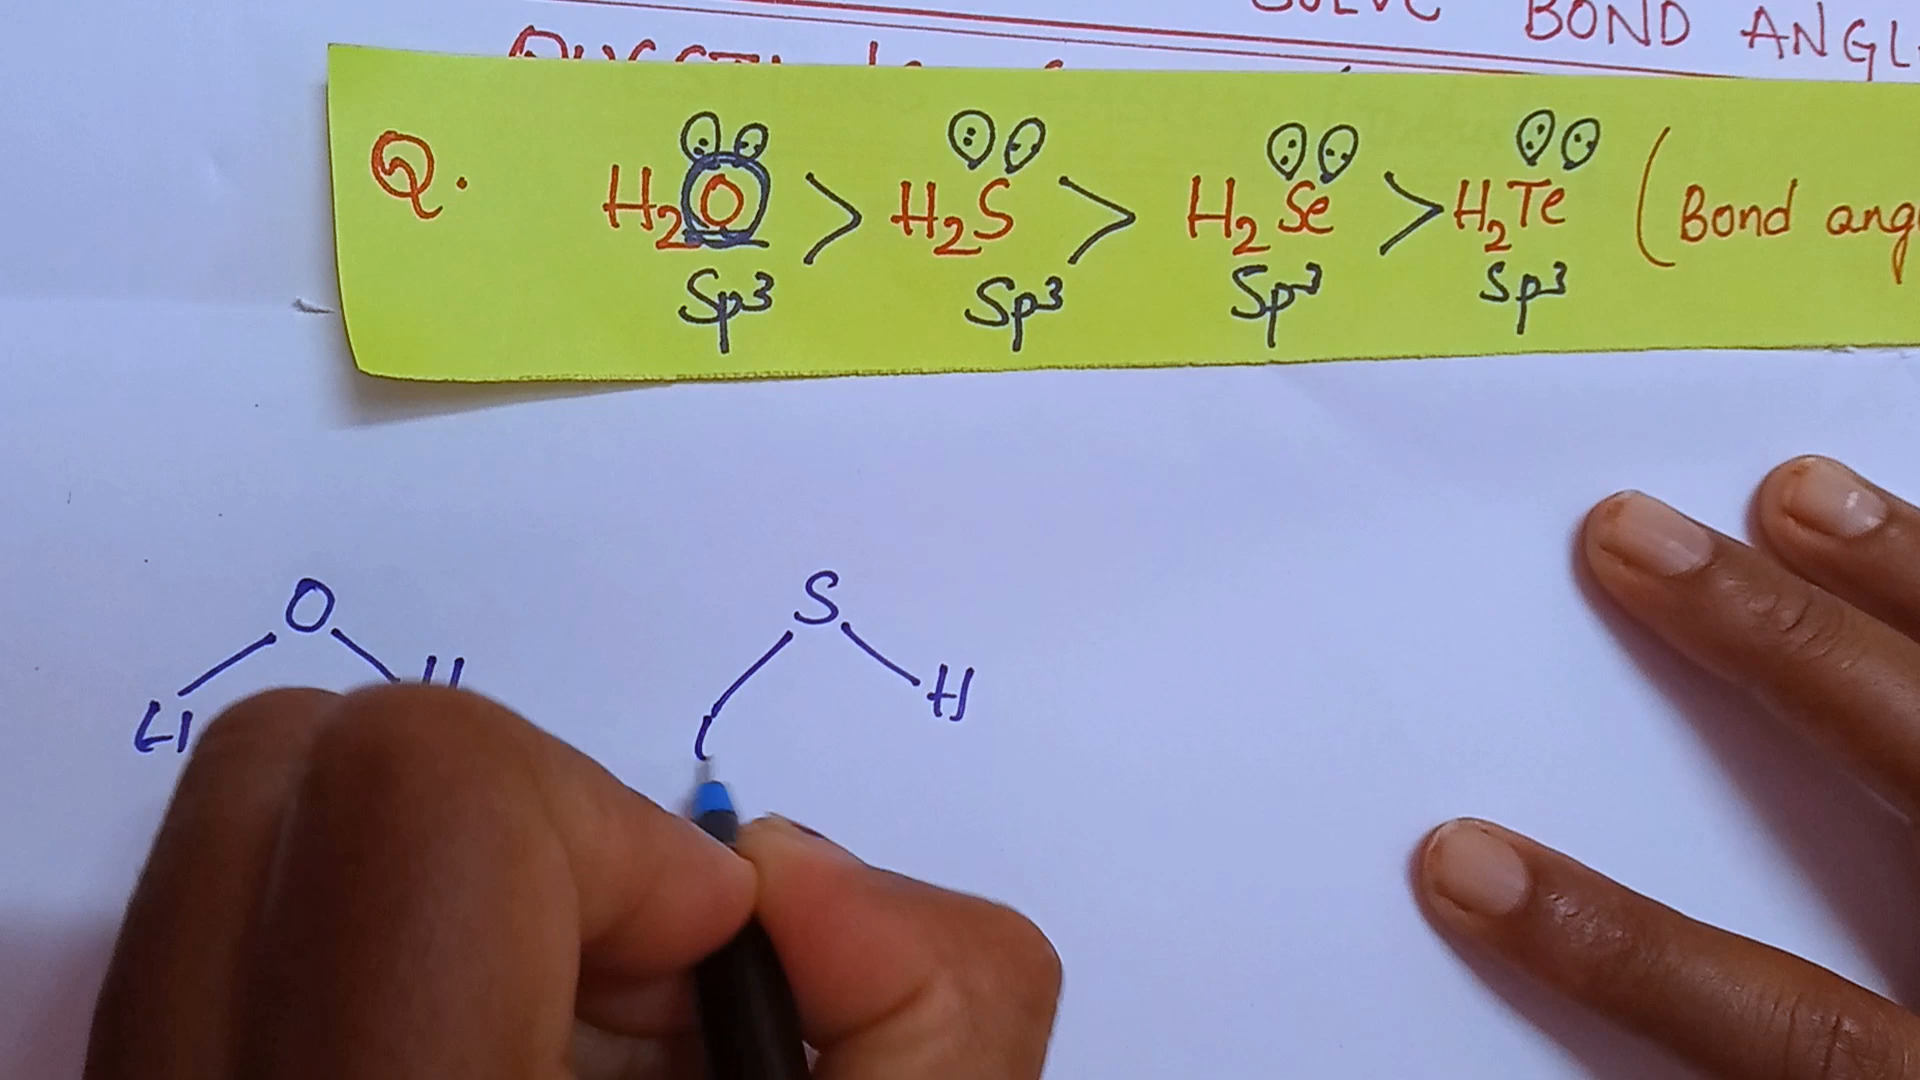 BOND ANGL
Q. H₂O > H₂S > H₂Se > H₂Te (Bond ang
Sp³ Sp³ Sp³ Sp³
O S
H H H